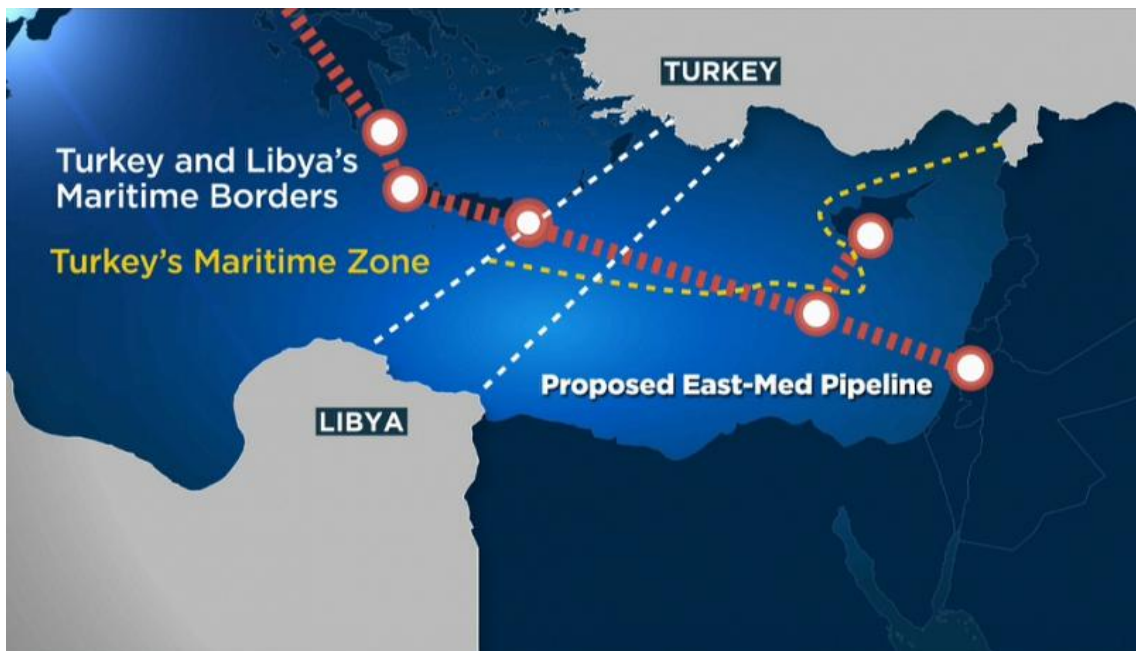 TURKEY
Turkey and Libya's
Maritime Borders
Turkey's Maritime Zone
Proposed East-Med Pipeline
LIBYA